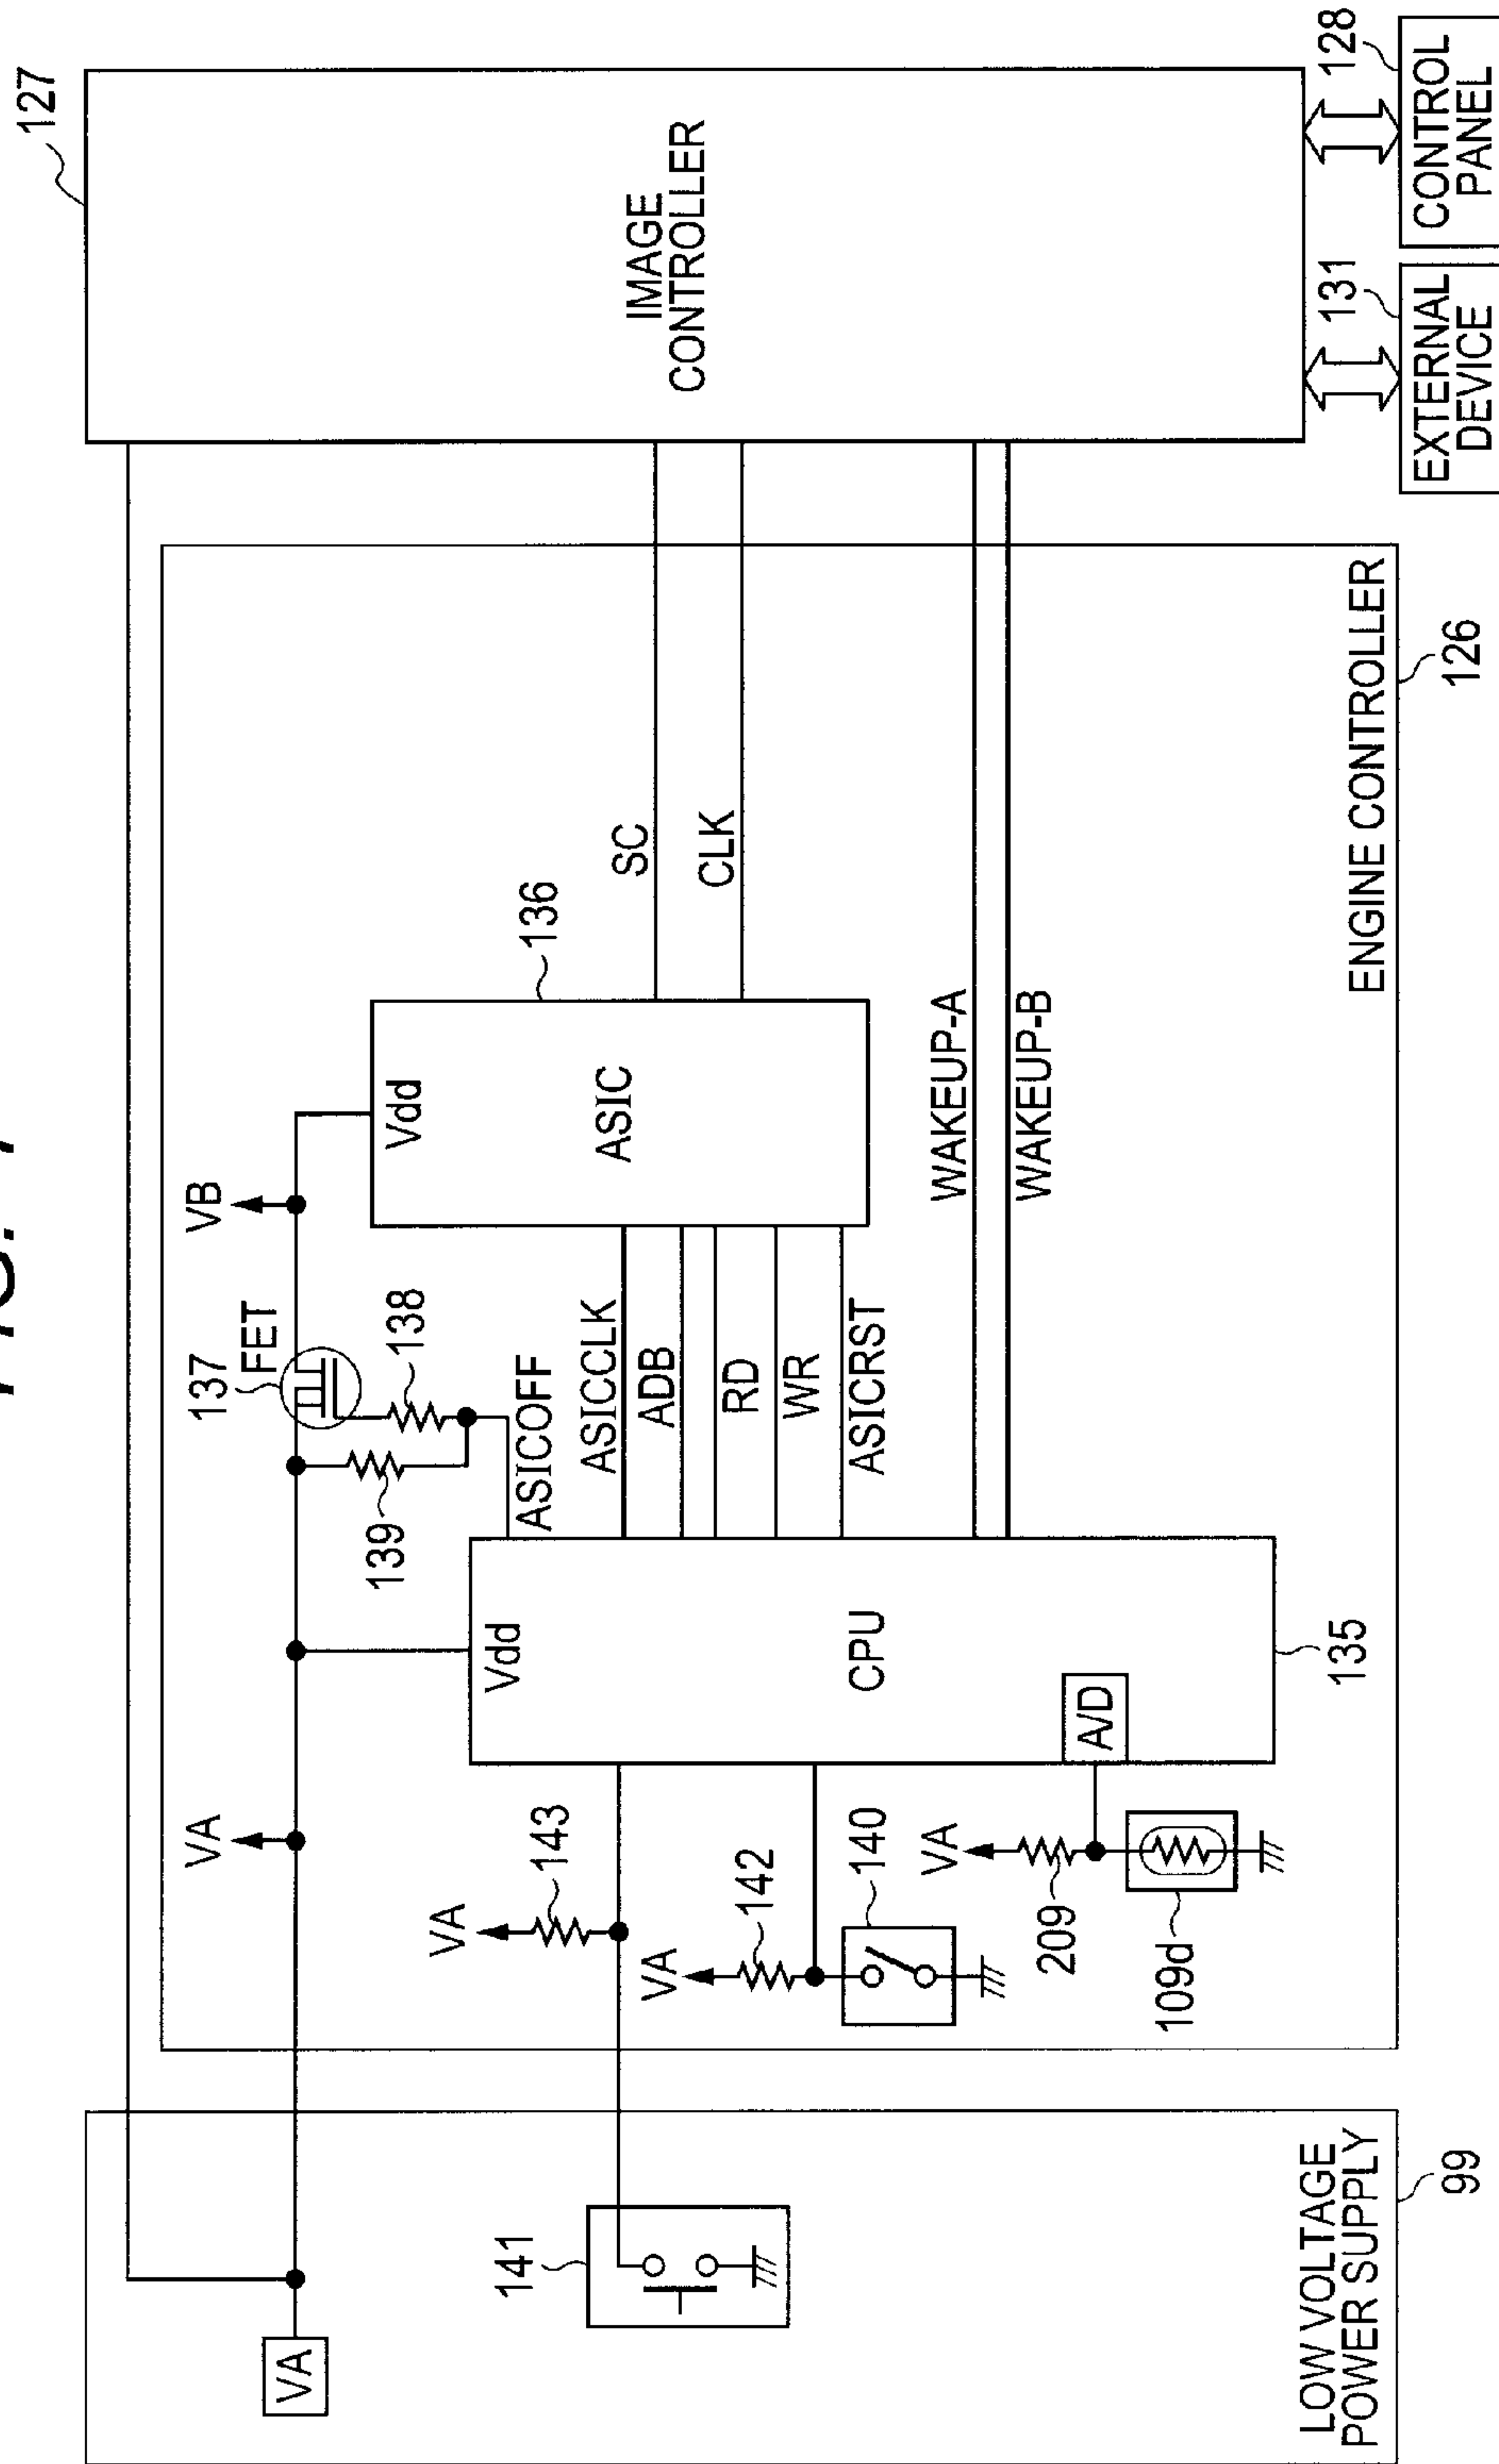 127
IMAGE
CONTROLLER
128
CONTROL
PANEL
131
EXTERNAL
DEVICE
ENGINE CONTROLLER
126
SC
CLK
136
Vdd
ASIC
VB
WAKEUP-A
WAKEUP-B
137
FET
138
139
ASICOFF
ASICCLK
ADB
RD
WR
ASICRST
Vdd
CPU
A/D
135
VA
VA
143
VA
142
140
VA
209
109d
VA
141
LOW VOLTAGE
POWER SUPPLY
99